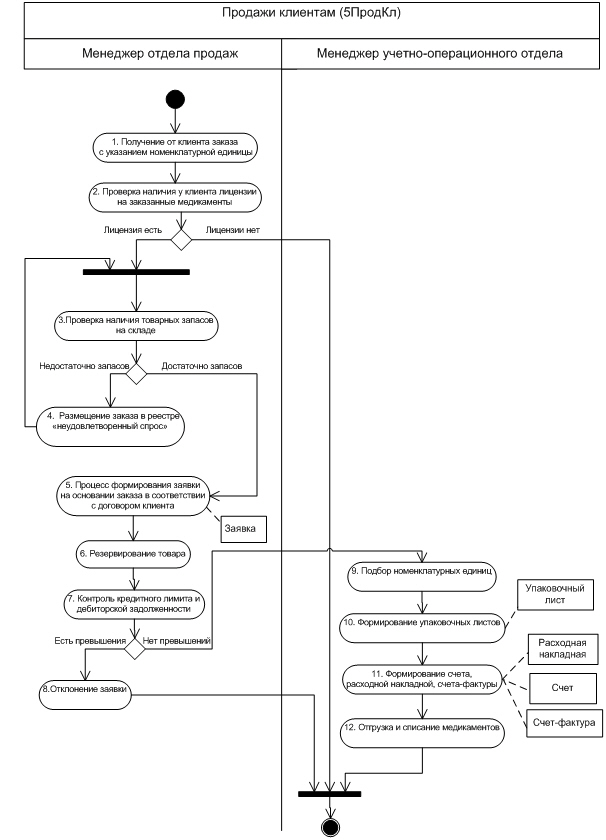 Продажи клиентам (5ПродКл)
Менеджер отдела продаж
Менеджер учетно-операционного отдела
1. Получение от клиента заказа
с указанием номенклатурной единицы
2. Проверка наличия у клиента лицензии
на заказанные медикаменты
Лицензия есть
Лицензии нет
3.Проверка наличия товарных запасов
на складе
Недостаточно запасов
Достаточно запасов
4. Размещение заказа в реестре
«неудовлетворенный спрос»
5. Процесс формирования заявки
на основании заказа в соответствии
с договором клиента
Заявка
6. Резервирование товара
7. Контроль кредитного лимита и
дебиторской задолженности
Есть превышения
Нет превышений
8.Отклонение заявки
9. Подбор номенклатурных единиц
Упаковочный
лист
10. Формирование упаковочных листов
Расходная
накладная
11. Формирование счета,
расходной накладной, счета-фактуры
Счет
Счет-фактура
12. Отгрузка и списание медикаментов